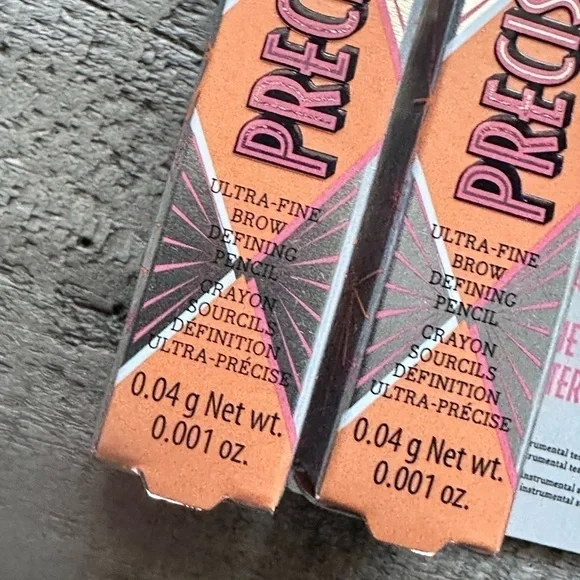 PREC
ULTRA-FINE
BROW
DEFINING
PENCIL
CRAYON
SOURCILS
DÉFINITION
ULTRA-PRÉCISE
0.04 g Net wt.
0.001 oz.
PRECIS
ULTRA-FINE
BROW
DEFINING
PENCIL
CRAYON
SOURCILS
DÉFINITION
ULTRA-PRÉCISE
0.04 g Net wt.
0.001 oz.